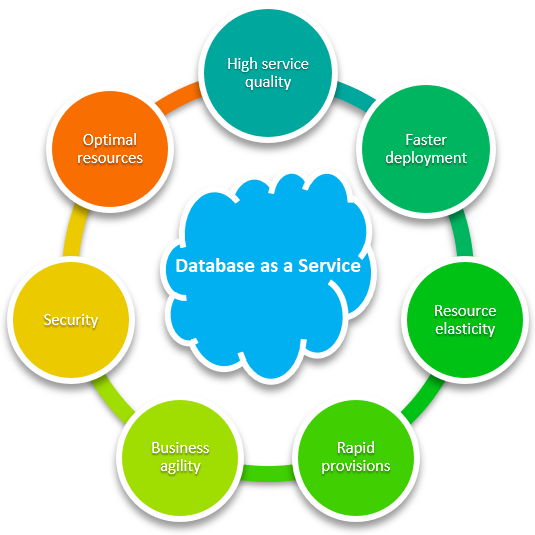 High service
quality
Faster
deployment
Resource
elasticity
Rapid
provisions
Business
agility
Security
Optimal
resources
Database as a Service